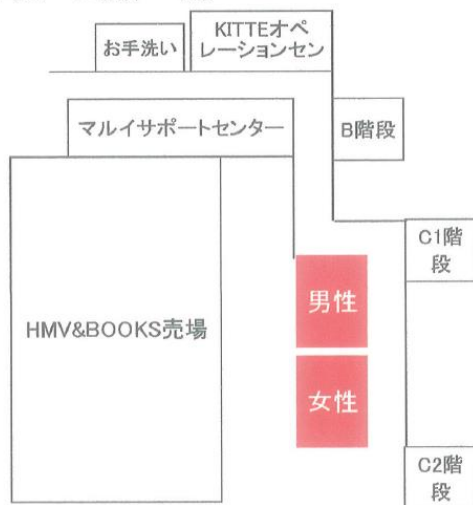 KITTEオペ
レーションセン
お手洗い
マルイサポートセンター
B階段
C1階
段
男性
HMV&BOOKS売場
女性
C2階
段